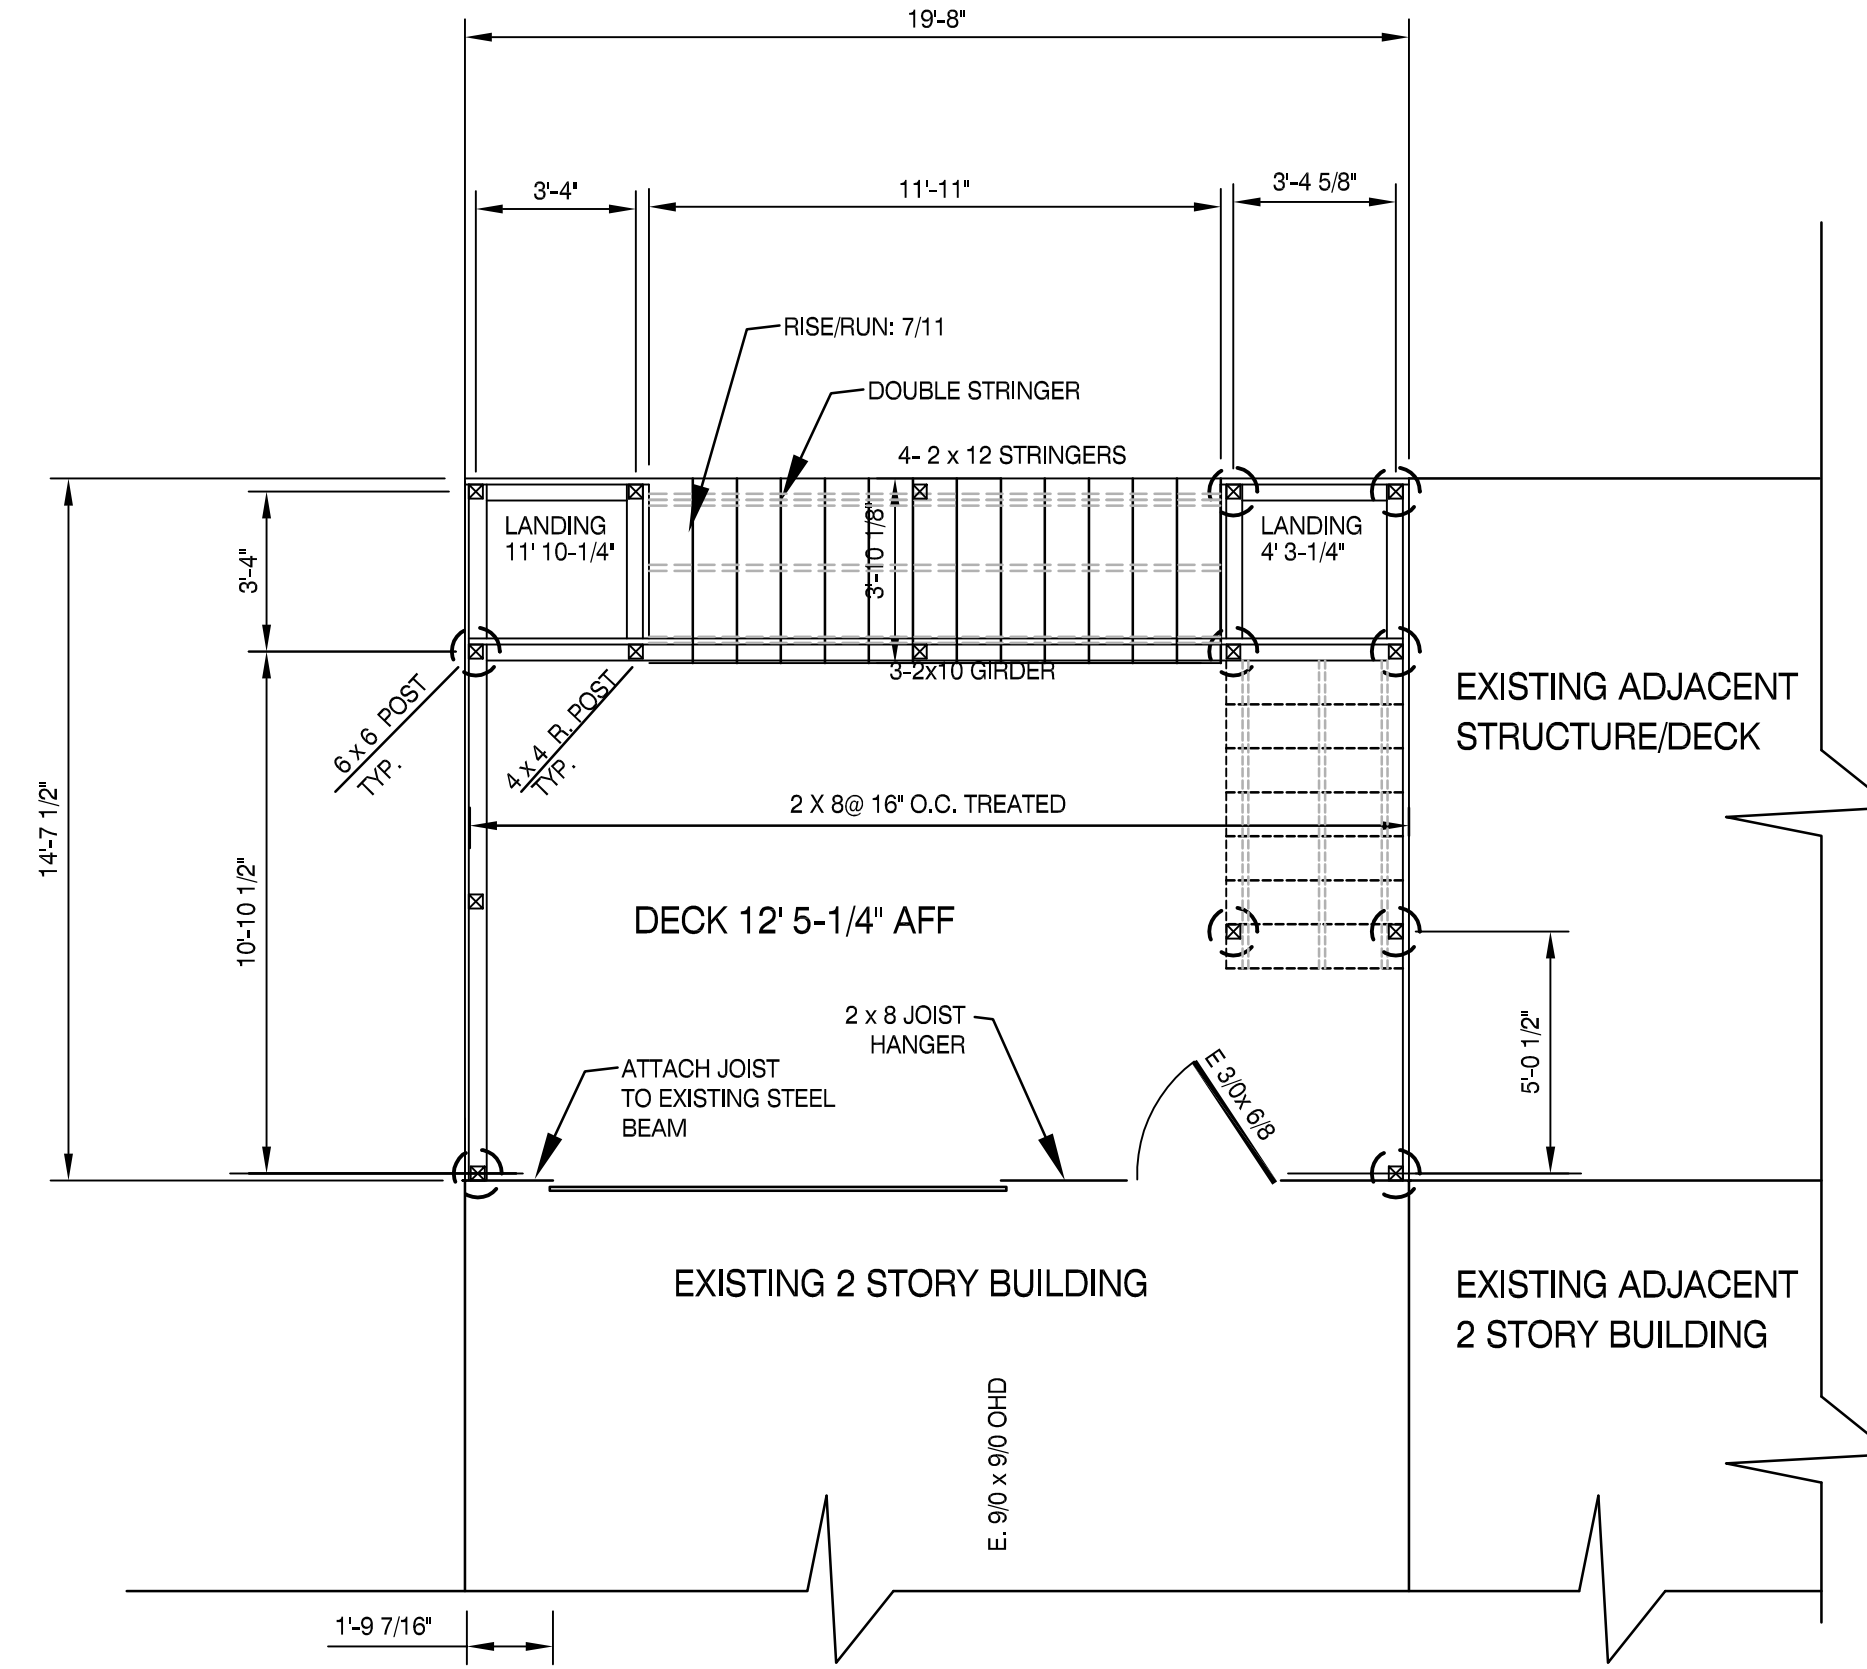 19'-8"
3'-4"
11'-11"
3'-4 5/8"
RISE/RUN: 7/11
DOUBLE STRINGER
4- 2 x 12 STRINGERS
LANDING
11' 10-1/4"
3'-10 1/8"
LANDING
4' 3-1/4"
3'-4"
3-2x10 GIRDER
6 x 6 POST
TYP.
4 x 4 R. POST
TYP.
EXISTING ADJACENT
STRUCTURE/DECK
14'-7 1/2"
10'-10 1/2"
2 X 8@ 16" O.C. TREATED
DECK 12' 5-1/4" AFF
2 x 8 JOIST
HANGER
5'-0 1/2"
ATTACH JOIST
TO EXISTING STEEL
BEAM
E 3/0x 6/8
EXISTING 2 STORY BUILDING
EXISTING ADJACENT
2 STORY BUILDING
E. 9/0 x 9/0 OHD
1'-9 7/16"